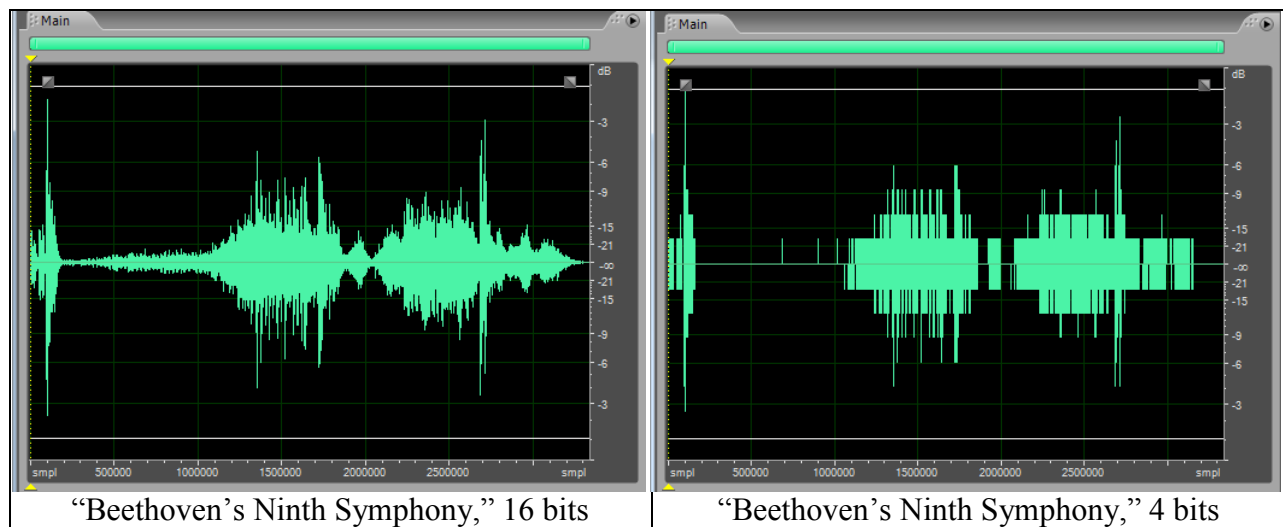 Main
dB
-3
-6
-9
-15
-21
-∞
-21
-15
-9
-6
-3
smpl 500000 1000000 1500000 2000000 2500000 smpl
"Beethoven's Ninth Symphony," 16 bits
Main
dB
-3
-6
-9
-15
-21
-∞
-21
-15
-9
-6
-3
smpl 500000 1000000 1500000 2000000 2500000 smpl
"Beethoven's Ninth Symphony," 4 bits